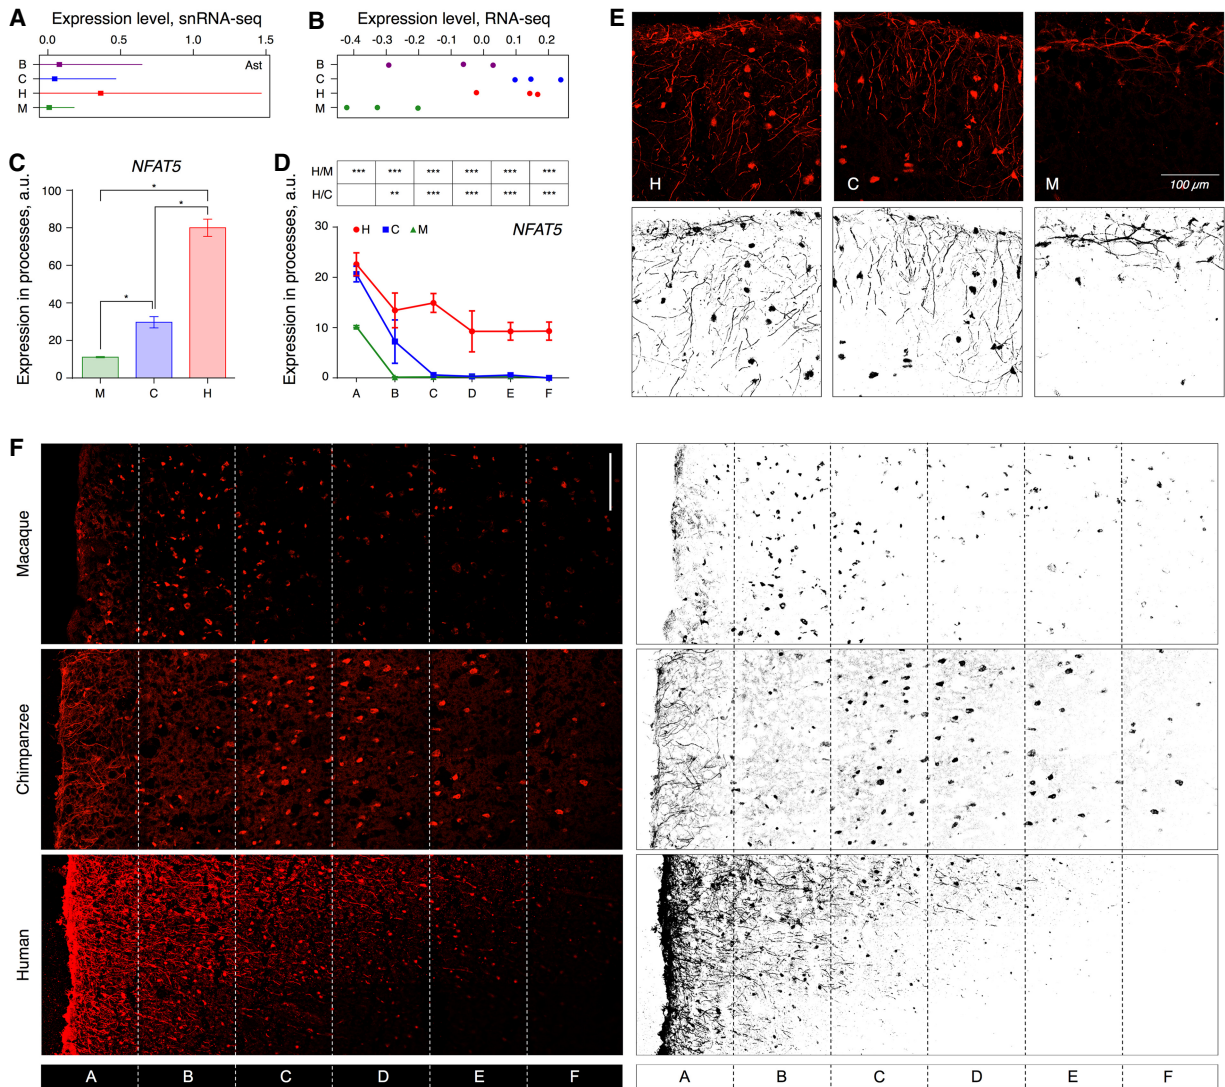 A
Expression level, snRNA-seq
0.0 0.5 1.0 1.5
Ast
B
C
H
M
B
Expression level, RNA-seq
-0.4 -0.3 -0.2 -0.1 0.0 0.1 0.2
B
C
H
M
C
NFAT5
Expression in processes, a.u.
100
80
60
40
20
0
* * *
M C H
D
H/M *** *** *** *** *** ***
H/C ** *** *** *** ***
NFAT5
H C M
Expression in processes, a.u.
30
20
10
0
A B C D E F
E
H C M
100 µm
F
Macaque
Chimpanzee
Human
A B C D E F
A B C D E F